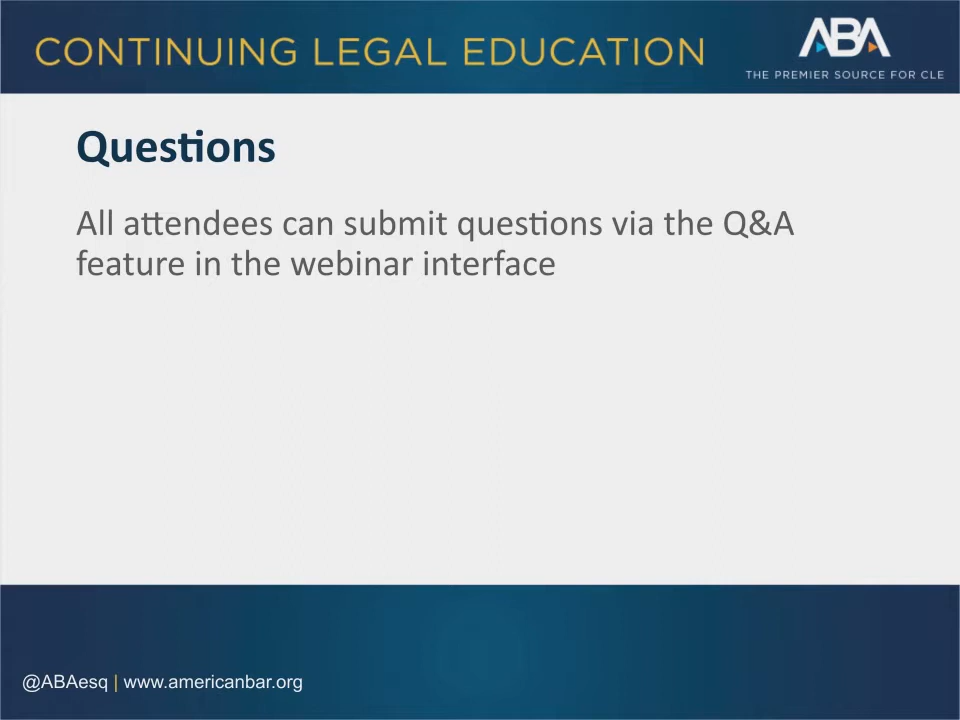 CONTINUING LEGAL EDUCATION
ABA
THE PREMIER SOURCE FOR CLE
Questions
All attendees can submit questions via the Q&A
feature in the webinar interface
@ABAesq | www.americanbar.org